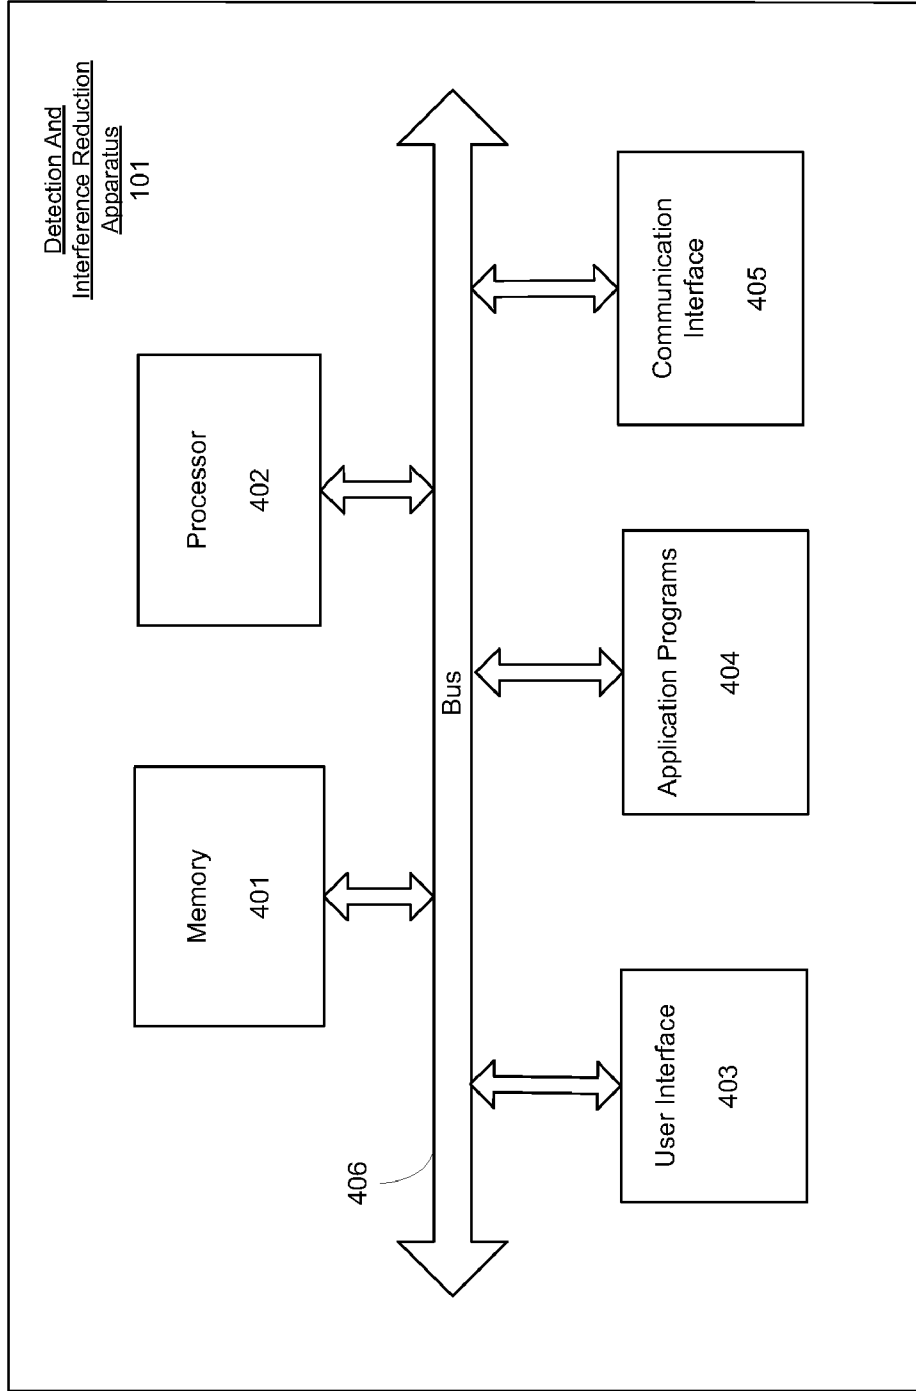 Detection And
Interference Reduction
Apparatus
101
Memory
401
Processor
402
406
Bus
User Interface
403
Application Programs
404
Communication
Interface
405